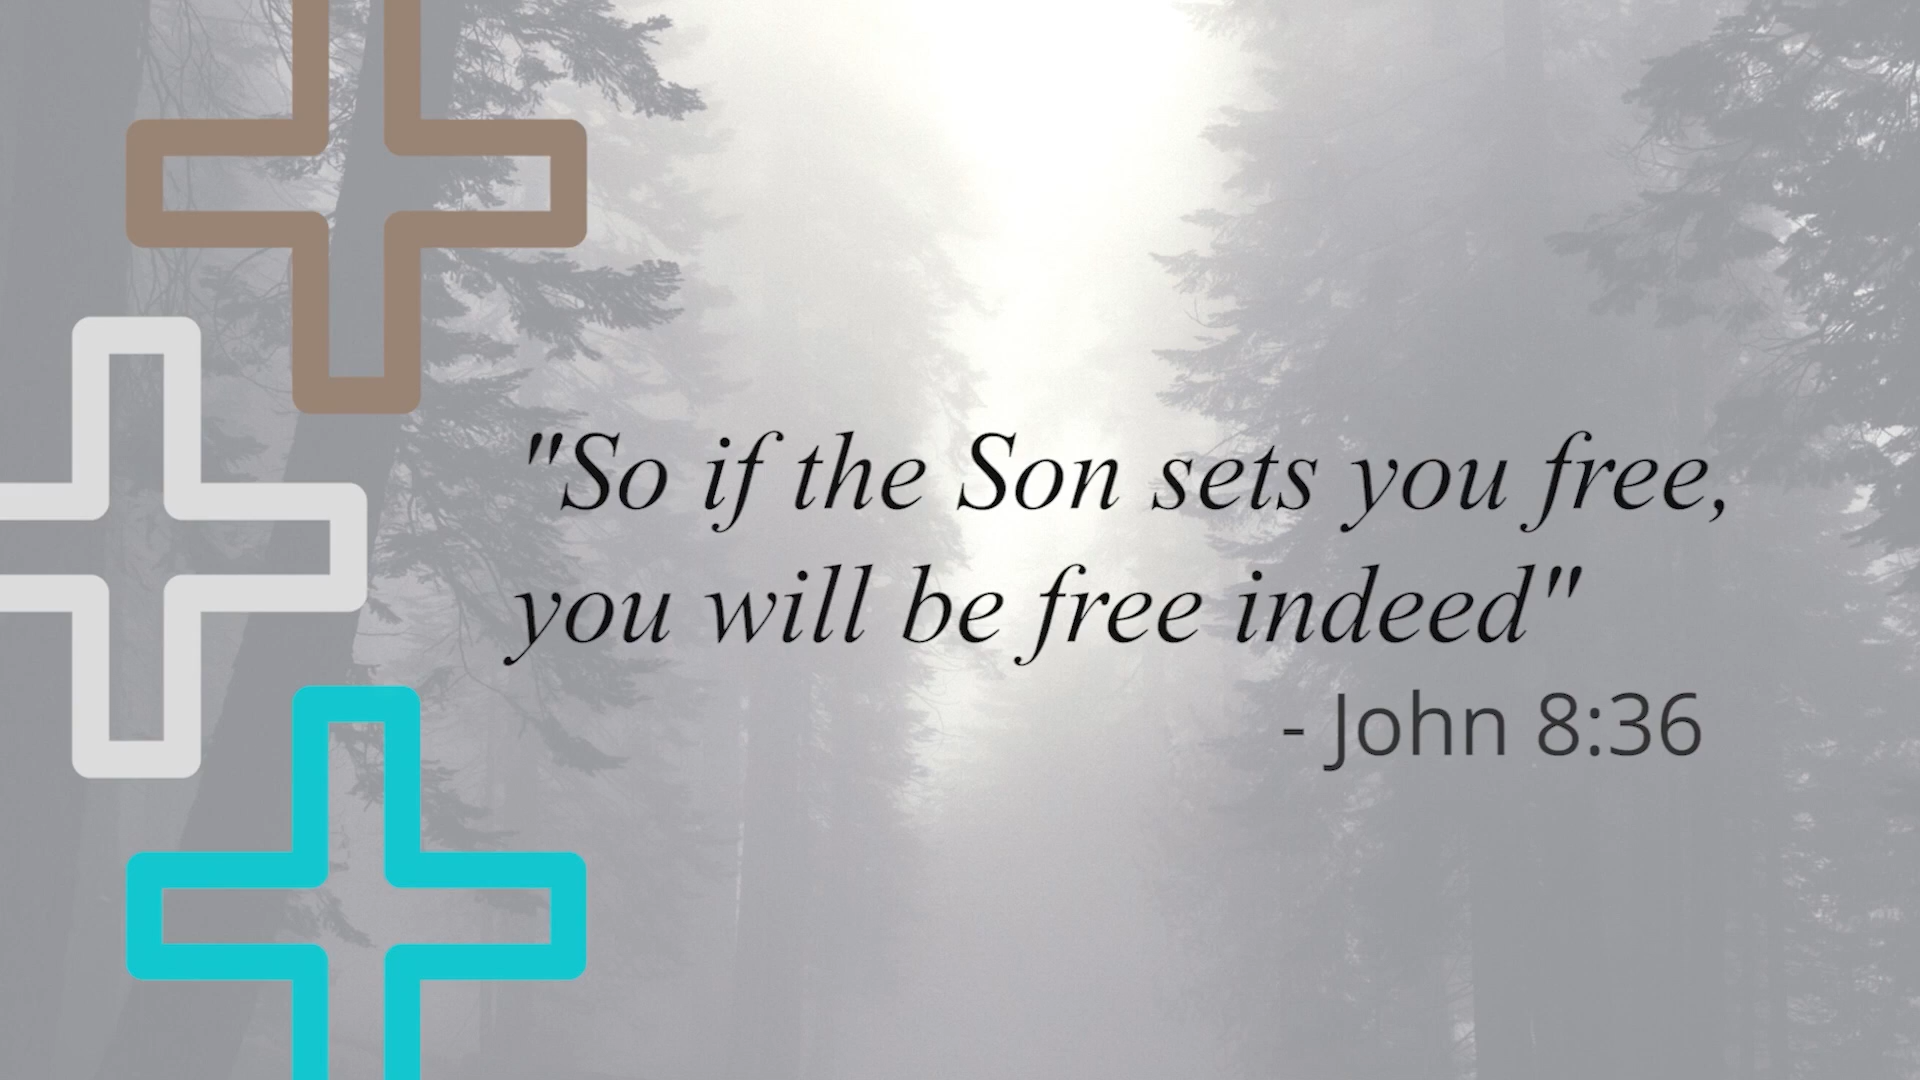 "So if the Son sets you free,
you will be free indeed"
- John 8:36